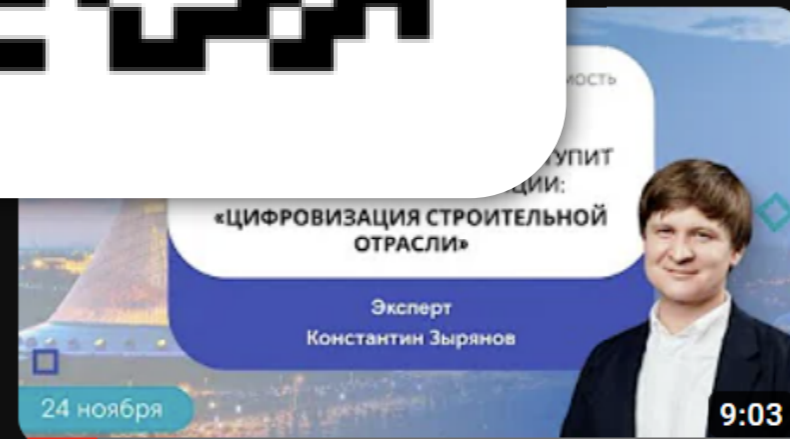 «ЦИФРОВИЗАЦИЯ СТРОИТЕЛЬНОЙ
ОТРАСЛИ»
Эксперт
Константин Зырянов
24 ноября
9:03